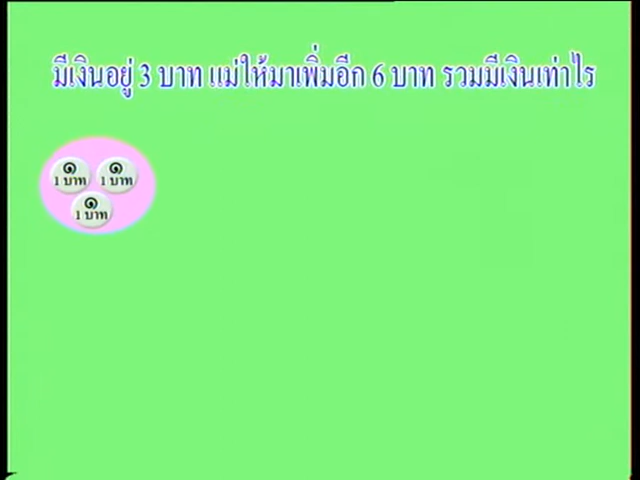 มีเงินอยู่ 3 บาท แม่ให้มาเพิ่มอีก 6 บาท รวมมีเงินเท่าไร
๑ ๑
1 บาท 1 บาท
๑
1 บาท